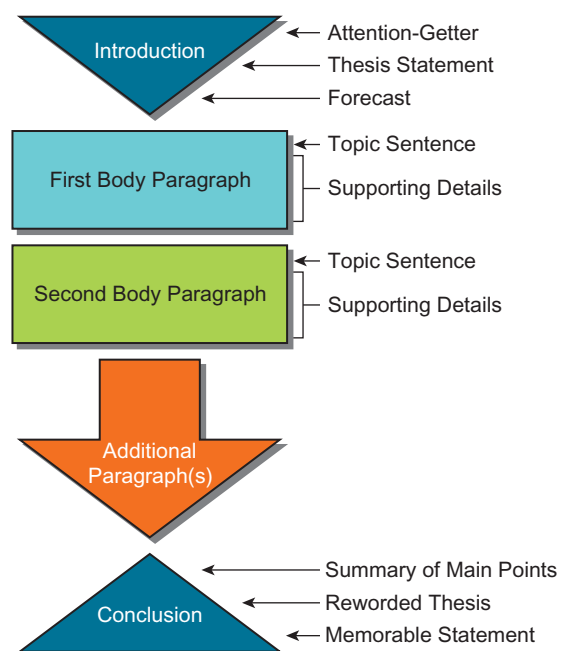 Introduction
Attention-Getter
Thesis Statement
Forecast
First Body Paragraph
Topic Sentence
Supporting Details
Second Body Paragraph
Topic Sentence
Supporting Details
Additional
Paragraph(s)
Conclusion
Summary of Main Points
Reworded Thesis
Memorable Statement